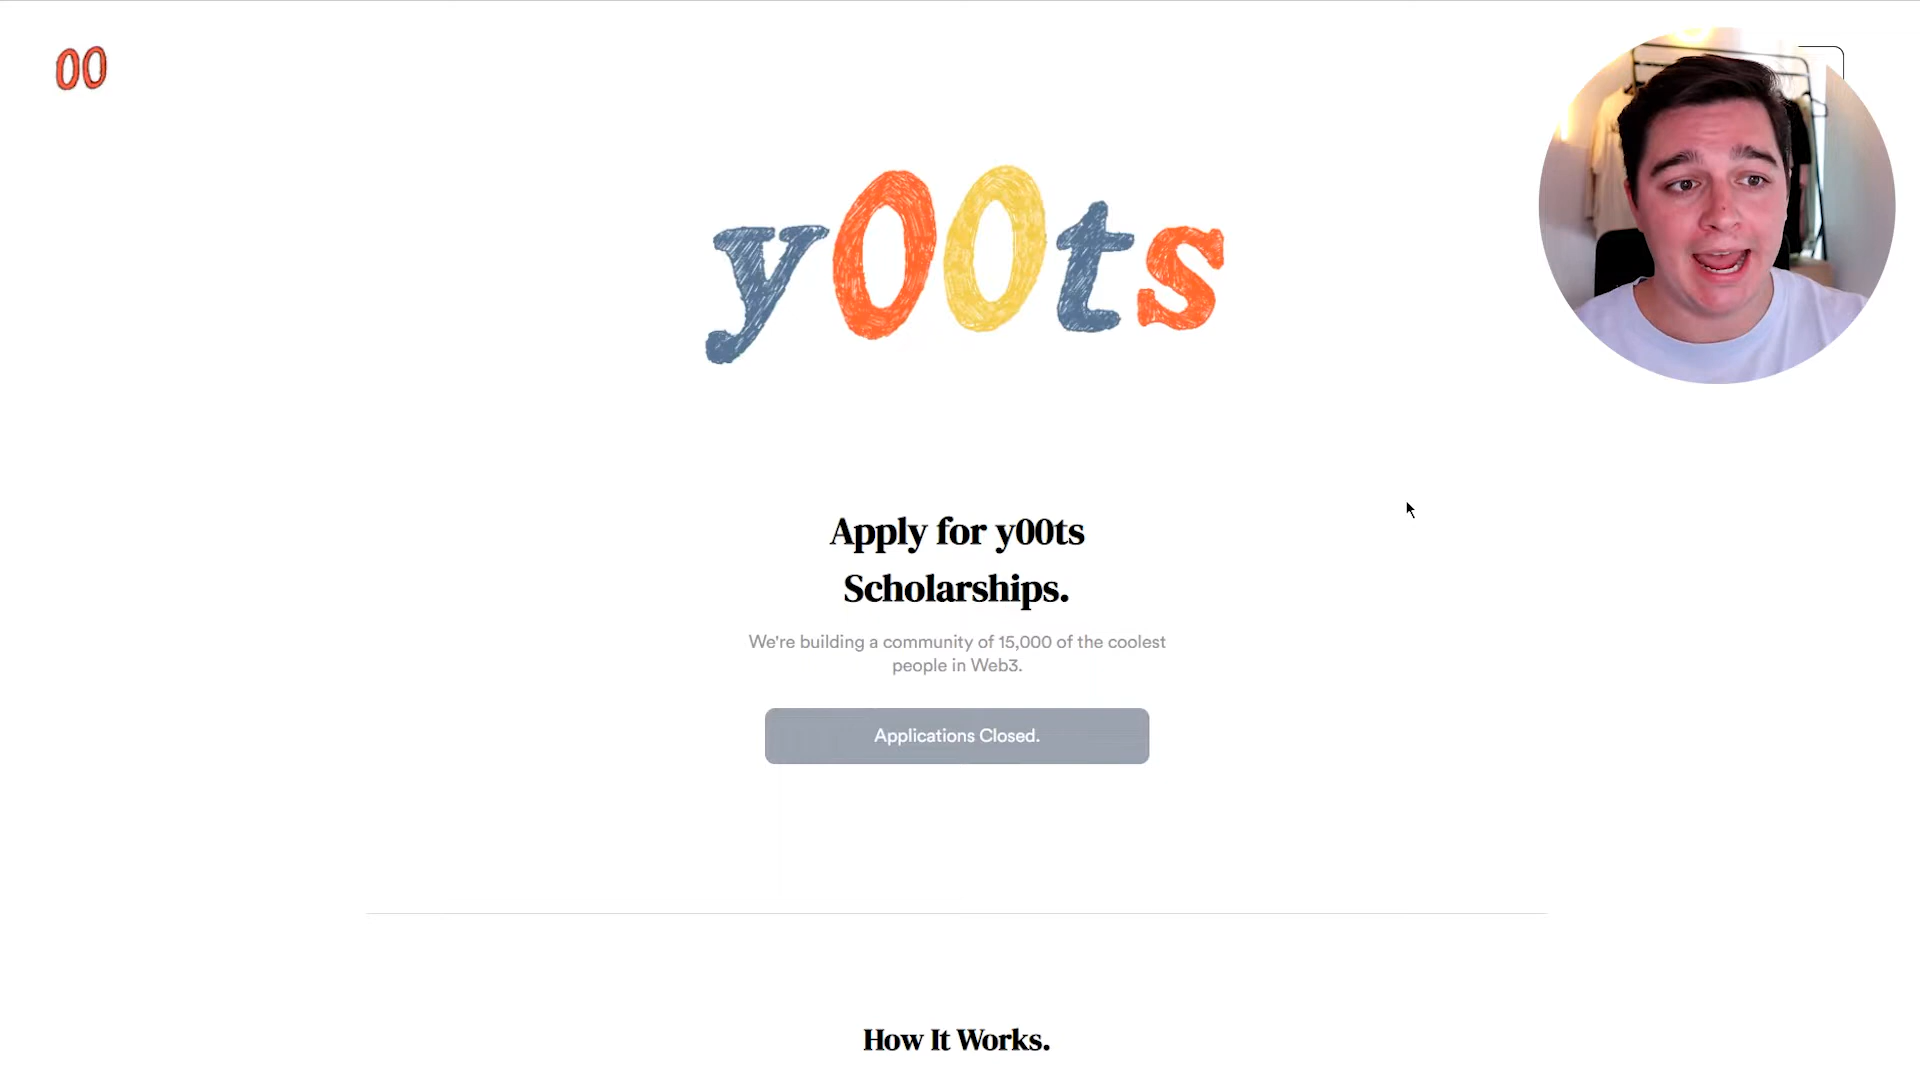 00
y00ts
Apply for y00ts
Scholarships.
We're building a community of 15,000 of the coolest
people in Web3.
Applications Closed.
How It Works.